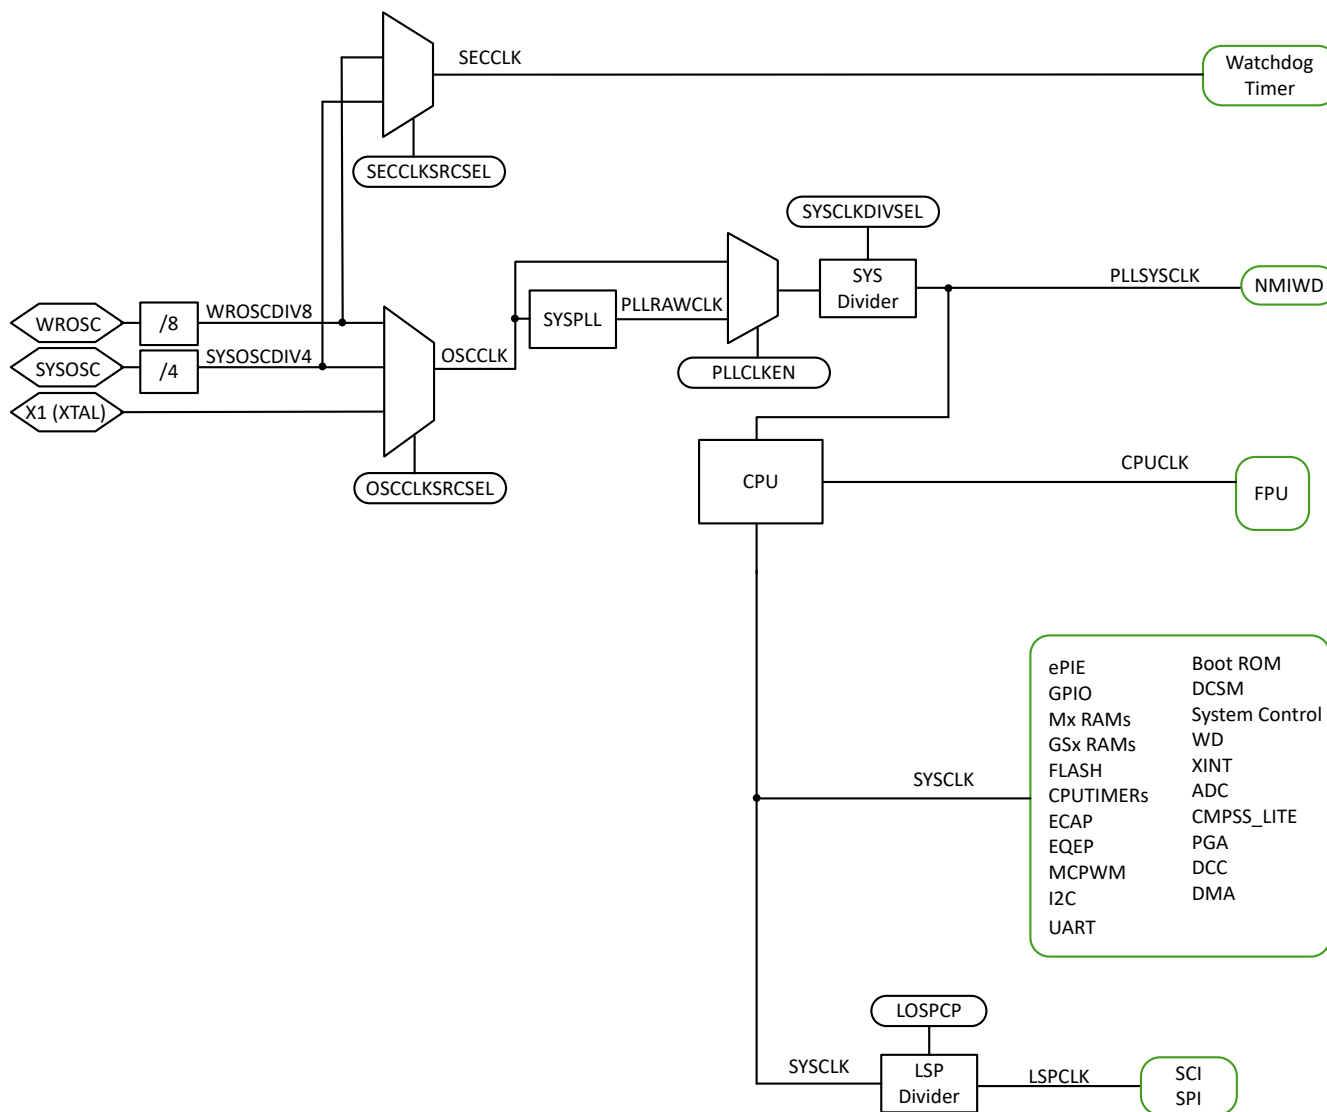 SECCLK
Watchdog
Timer
SECCLKSRCSEL
SYSCLKDIVSEL
WROSC
/8
WROSCDIV8
SYSOSC
/4
SYSOSCDIV4
X1 (XTAL)
OSCCLK
OSCCLKSRCSEL
SYSPLL
PLLRAWCLK
PLLCLKEN
SYS
Divider
PLLSYSCLK
NMIWD
CPU
CPUCLK
FPU
SYSCLK
ePIE
GPIO
Mx RAMs
GSx RAMs
FLASH
CPUTIMERs
ECAP
EQEP
MCPWM
I2C
UART
Boot ROM
DCSM
System Control
WD
XINT
ADC
CMPSS_LITE
PGA
DCC
DMA
LOSPCP
SYSCLK
LSP
Divider
LSPCLK
SCI
SPI